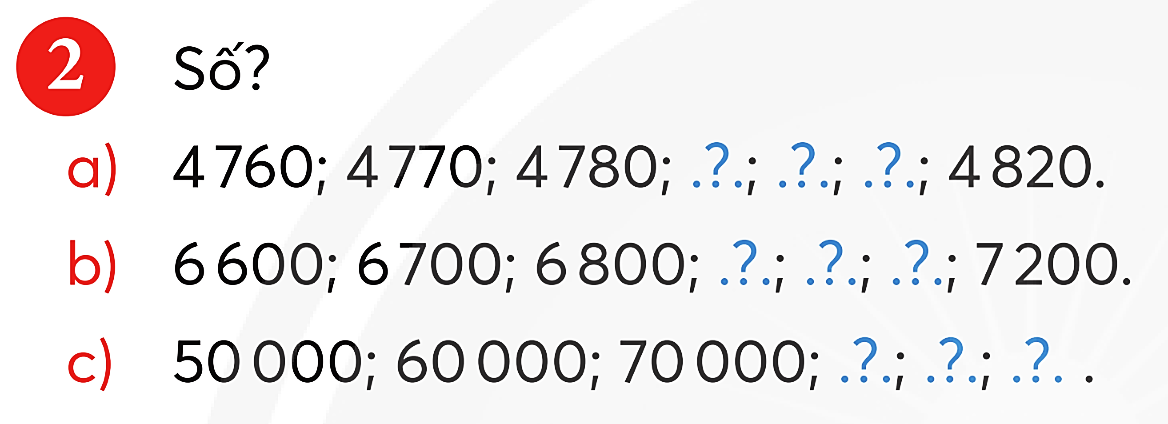 2 Số?
a) 4 760; 4 770; 4 780; .?.; .?.; .?.; 4 820.
b) 6 600; 6 700; 6 800; .?.; .?.; .?.; 7 200.
c) 50 000; 60 000; 70 000; .?.; .?.; .?. .